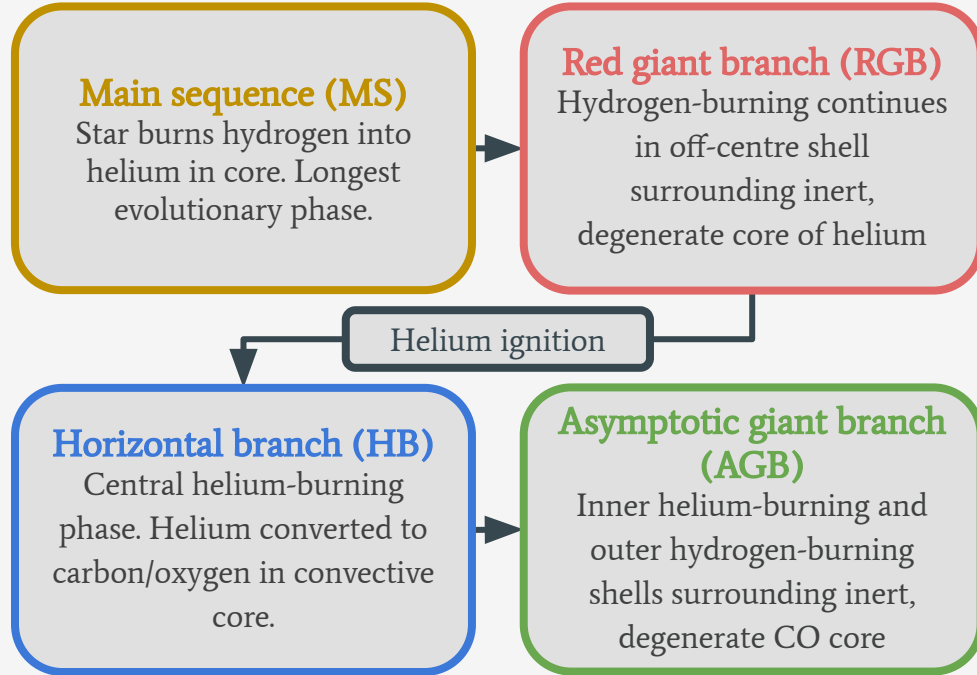 Main sequence (MS)
Star burns hydrogen into
helium in core. Longest
evolutionary phase.
Red giant branch (RGB)
Hydrogen-burning continues
in off-centre shell
surrounding inert,
degenerate core of helium
Helium ignition
Horizontal branch (HB)
Central helium-burning
phase. Helium converted to
carbon/oxygen in convective
core.
Asymptotic giant branch
(AGB)
Inner helium-burning and
outer hydrogen-burning
shells surrounding inert,
degenerate CO core